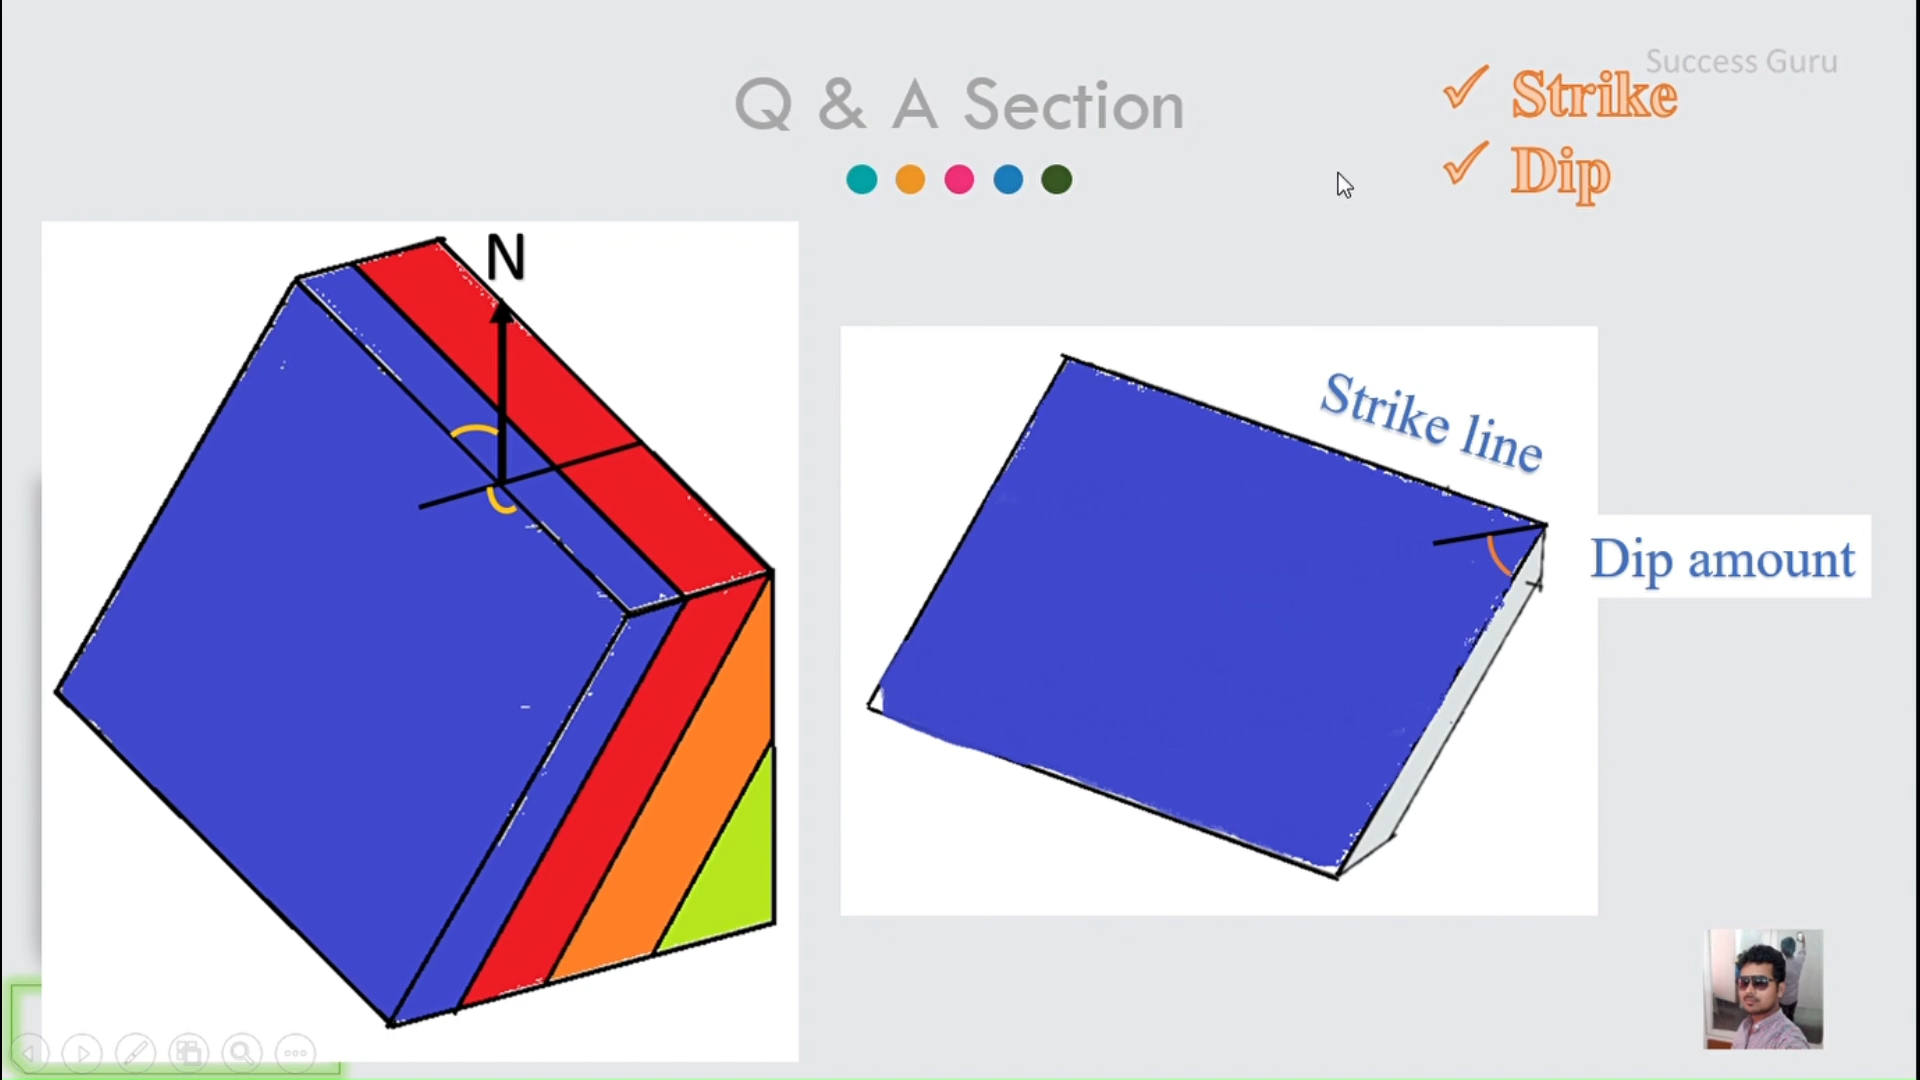 Success Guru
Q & A Section
✓ Strike
✓ Dip
N
Strike line
Dip amount